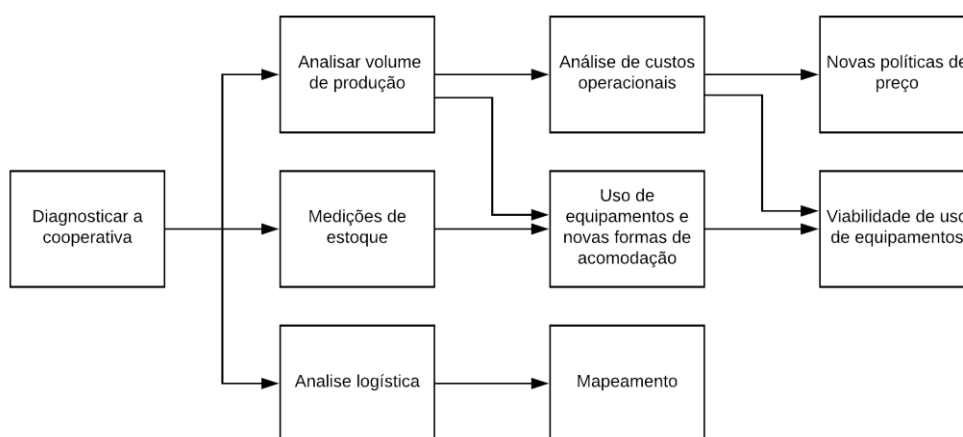 Analisar volume
de produção
Análise de custos
operacionais
Novas políticas de
preço
Diagnosticar a
cooperativa
Medições de
estoque
Uso de
equipamentos e
novas formas de
acomodação
Viabilidade de uso
de equipamentos
Analise logística
Mapeamento